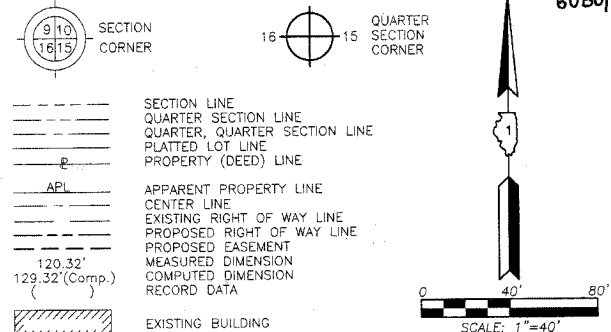 9 10
16 15
SECTION
CORNER
16 15
QUARTER
SECTION
CORNER
SECTION LINE
QUARTER SECTION LINE
QUARTER, QUARTER SECTION LINE
PLATTED LOT LINE
PROPERTY (DEED) LINE
APL APPARENT PROPERTY LINE
CENTER LINE
EXISTING RIGHT OF WAY LINE
PROPOSED RIGHT OF WAY LINE
PROPOSED EASEMENT
120.32' MEASURED DIMENSION
129.32'(Comp.) COMPUTED DIMENSION
( ) RECORD DATA
EXISTING BUILDING
1
0 40' 80'
SCALE: 1"=40'